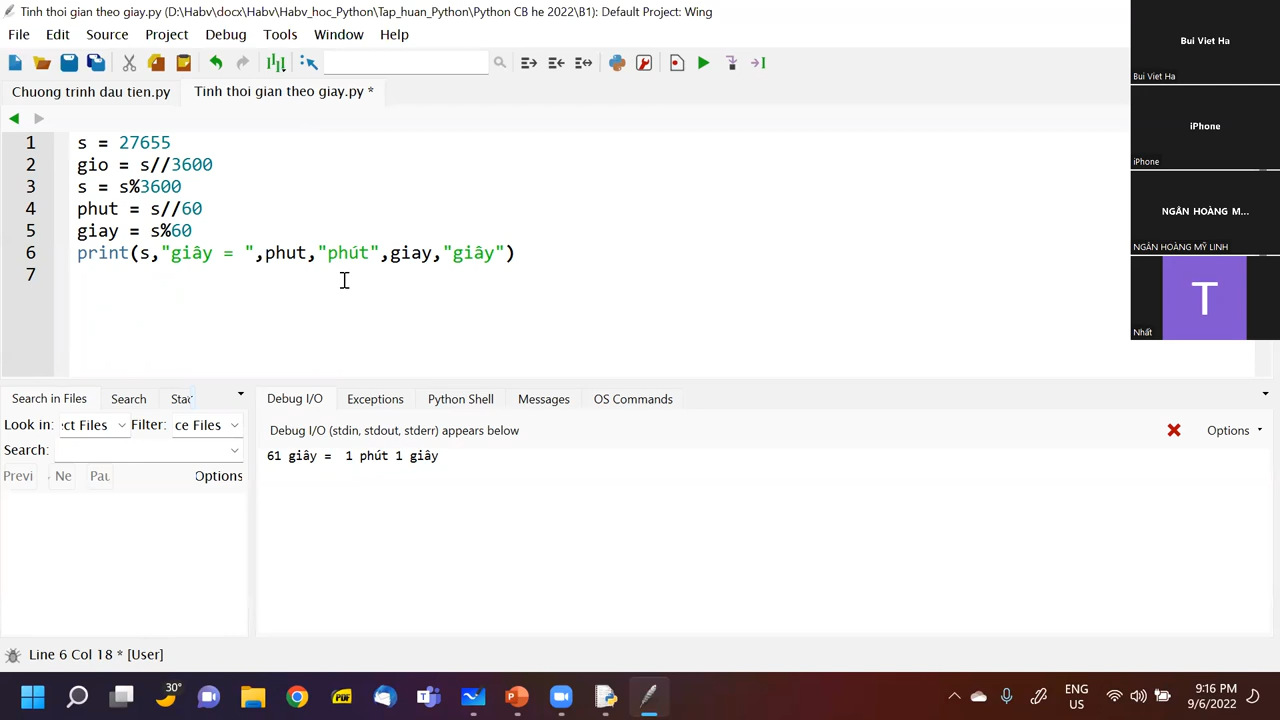 Tinh thoi gian theo giay.py (D:\Habv\docx\Habv\Habv_hoc_Python\Tap_huan_Python\Python CB he 2022\B1): Default Project: Wing
File Edit Source Project Debug Tools Window Help
Chuong trinh dau tien.py Tinh thoi gian theo giay.py *
1 s = 27655
2 gio = s//3600
3 s = s%3600
4 phut = s//60
5 giay = s%60
6 print(s,"giây = ",phut,"phút",giay,"giây")
7
Bui Viet Ha
Bui Viet Ha
iPhone
iPhone
NGÂN HOÀNG M...
NGÂN HOÀNG MỸ LINH
T
Nhất
Search in Files Search Stac
Look in: ect Files Filter: ce Files
Search:
Previ Ne Pau Options
Debug I/O Exceptions Python Shell Messages OS Commands
Debug I/O (stdin, stdout, stderr) appears below Options
61 giây =  1 phút 1 giây
Line 6 Col 18 * [User]
30°
PDF
ENG
US
9:16 PM
9/6/2022